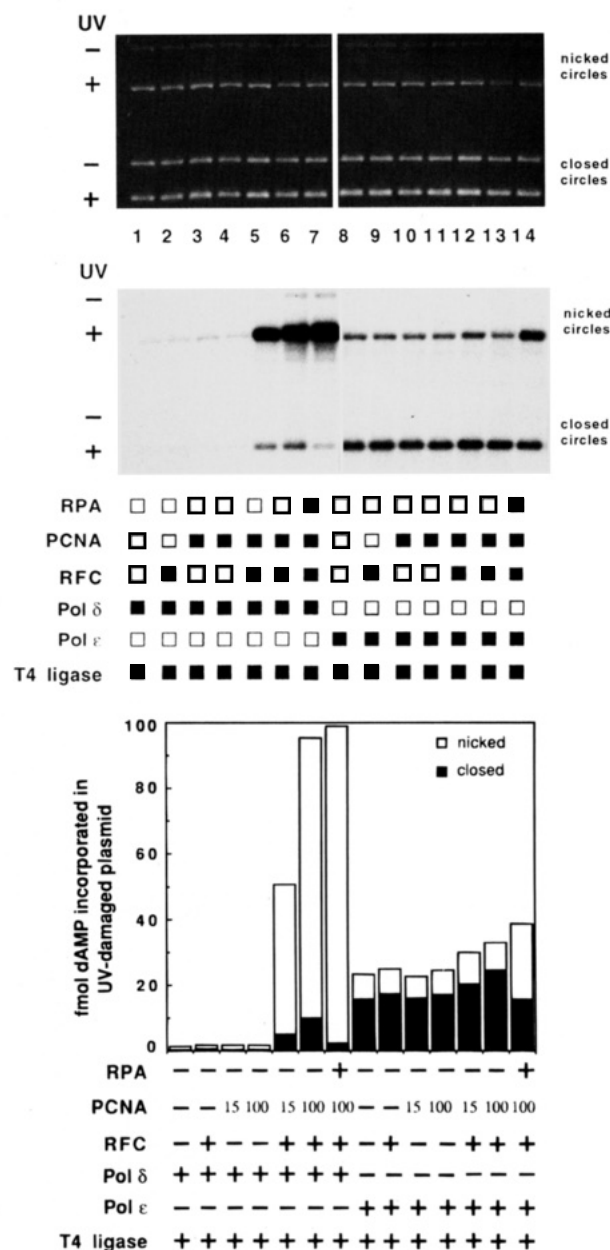 UV
− nicked
+ circles
− closed
+ circles
1 2 3 4 5 6 7 8 9 10 11 12 13 14
UV
− nicked
+ circles
− closed
+ circles
RPA
PCNA
RFC
Pol δ
Pol ε
T4 ligase
fmol dAMP incorporated in
UV-damaged plasmid
100
80
60
40
20
0
nicked
closed
RPA − − − − − − + − − − − − − +
PCNA − − 15 100 15 100 100 − − 15 100 15 100 100
RFC − + − − + + + − + − − + + +
Pol δ + + + + + + + − − − − − − −
Pol ε − − − − − − − + + + + + + +
T4 ligase + + + + + + + + + + + + + +